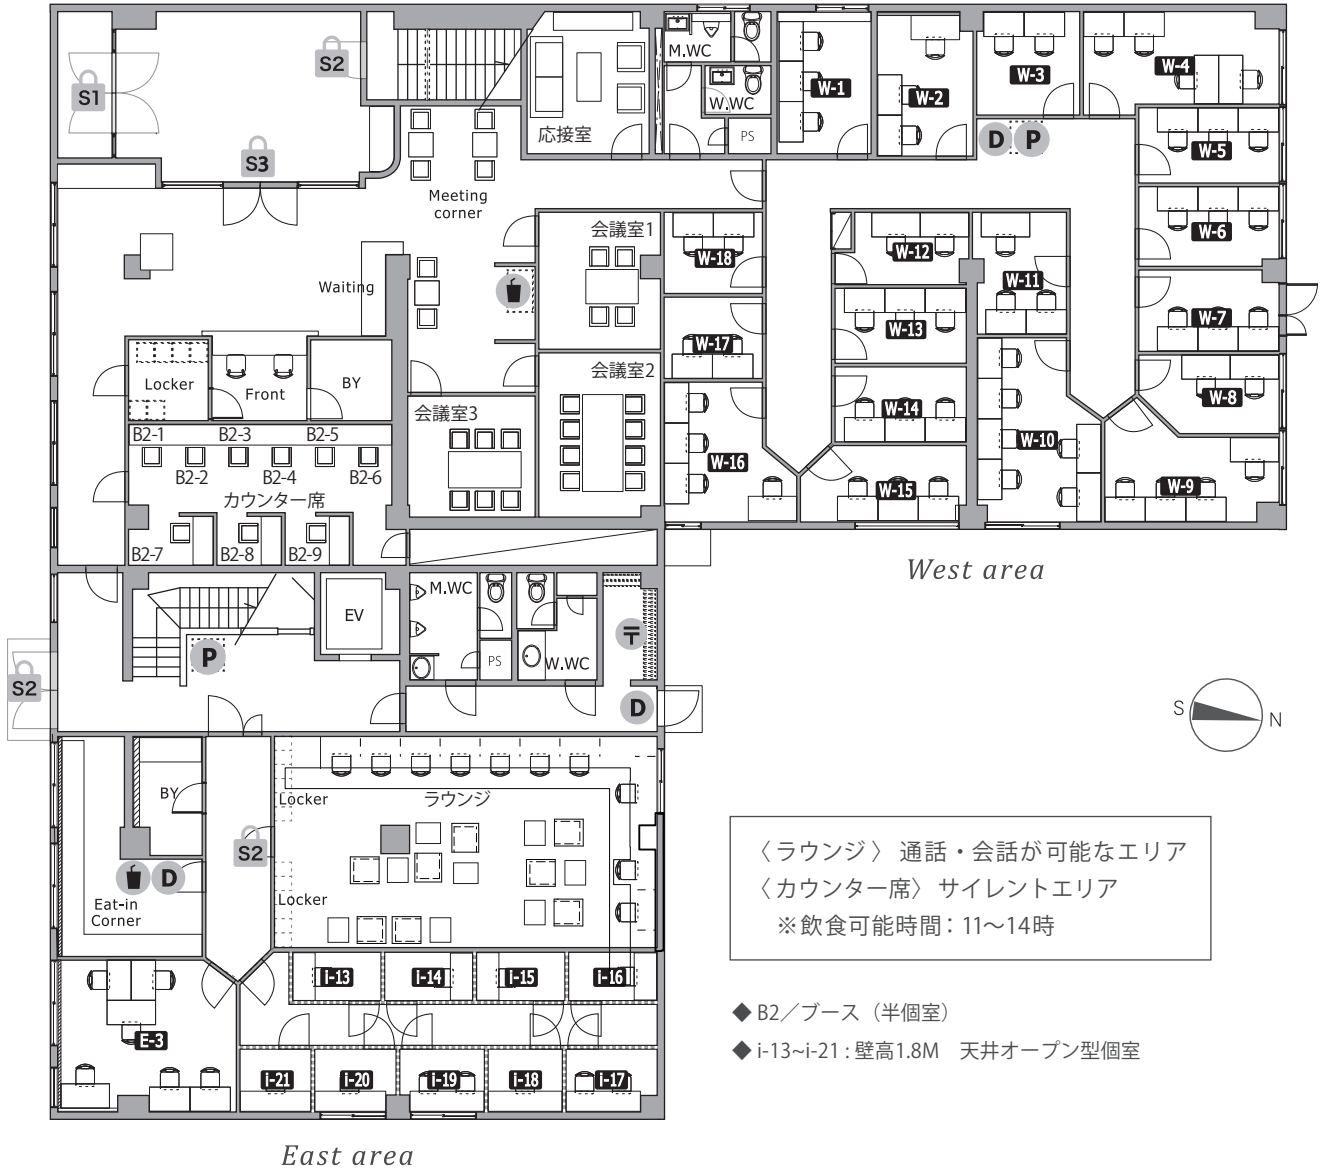 S1
S2
S3
応接室
M.WC
W.WC
PS
W-1
W-2
W-3
W-4
D
P
W-5
W-6
W-7
W-8
W-9
W-10
W-11
W-12
W-13
W-14
W-15
W-16
W-17
W-18
Meeting
corner
会議室1
会議室2
会議室3
Waiting
Locker
Front
BY
B2-1
B2-3
B2-5
B2-2
B2-4
B2-6
カウンター席
B2-7
B2-8
B2-9
West area
EV
M.WC
PS
W.WC
〒
P
S2
D
S
N
BY
D
Eat-in
Corner
S2
Locker
Locker
ラウンジ
〈ラウンジ〉 通話・会話が可能なエリア
〈カウンター席〉 サイレントエリア
※飲食可能時間：11〜14時
◆ B2／ブース（半個室）
◆ i-13~i-21 : 壁高1.8M 天井オープン型個室
i-13
i-14
i-15
i-16
E-3
i-21
i-20
i-19
i-18
i-17
East area